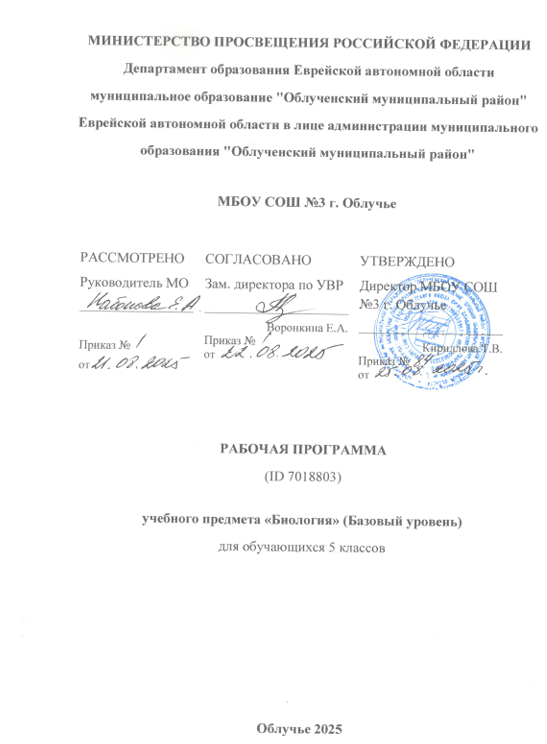 МИНИСТЕРСТВО ПРОСВЕЩЕНИЯ РОССИЙСКОЙ ФЕДЕРАЦИИ
Департамент образования Еврейской автономной области
муниципальное образование "Облученский муниципальный район"
Еврейской автономной области в лице администрации муниципального
образования "Облученский муниципальный район"
МБОУ СОШ №3 г. Облучье
РАССМОТРЕНО
Руководитель МО
Приказ № 1
от 21.08.2025
СОГЛАСОВАНО
Зам. директора по УВР
Воронкина Е.А.
Приказ № 1
от 22.08.2025
УТВЕРЖДЕНО
Директор МБОУ СОШ
№3 г. Облучье
Кириллова Т.В.
Приказ № 84
от 25.08.2025г.
РАБОЧАЯ ПРОГРАММА
(ID 7018803)
учебного предмета «Биология» (Базовый уровень)
для обучающихся 5 классов
Облучье 2025